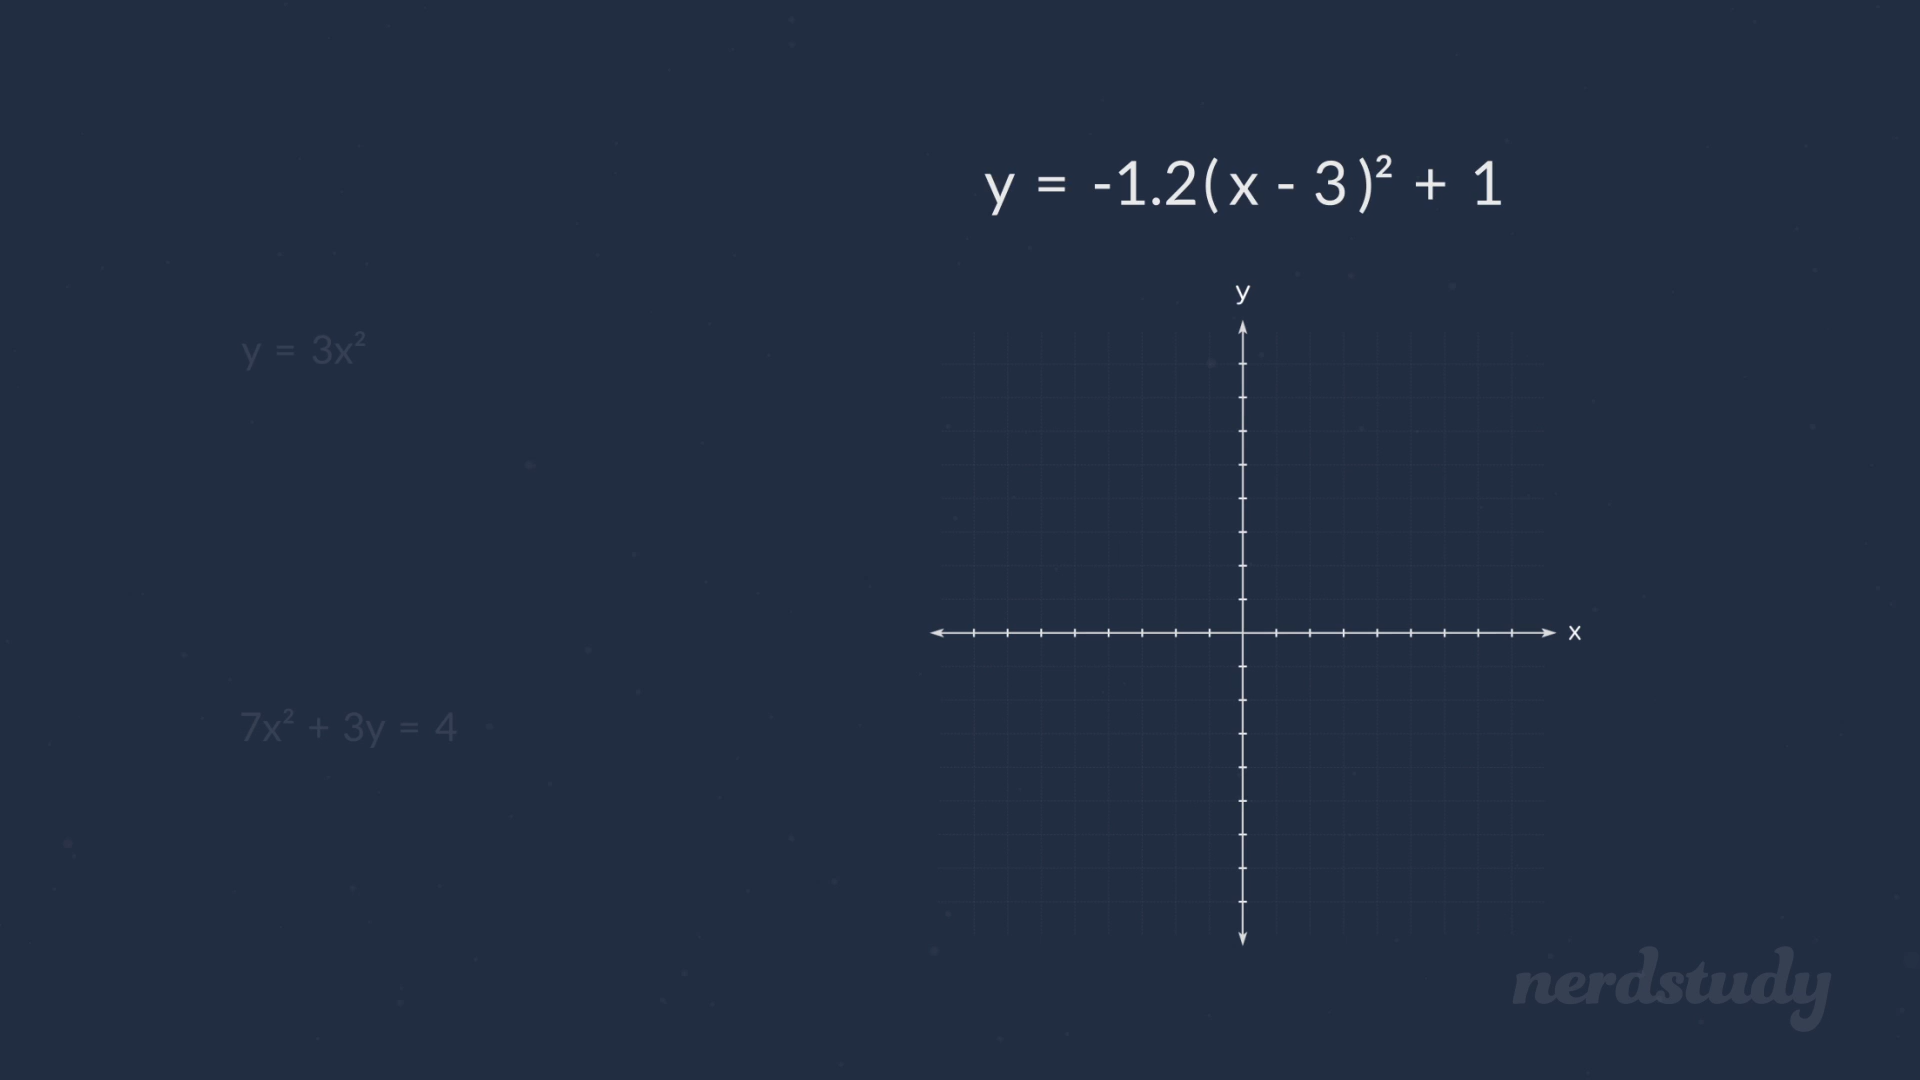 y = -1.2(x - 3)² + 1
y
y = 3x²
x
7x² + 3y = 4
nerdstudy